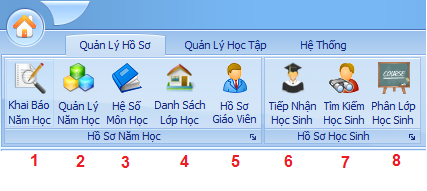 Quản Lý Hồ Sơ Quản Lý Học Tập Hệ Thống
COURSE
Khai Báo Quản Lý Hệ Số Danh Sách Hồ Sơ Tiếp Nhận Tìm Kiếm Phân Lớp
Năm Học Năm Học Môn Học Lớp Học Giáo Viên Học Sinh Học Sinh Học Sinh
Hồ Sơ Năm Học Hồ Sơ Học Sinh
1 2 3 4 5 6 7 8